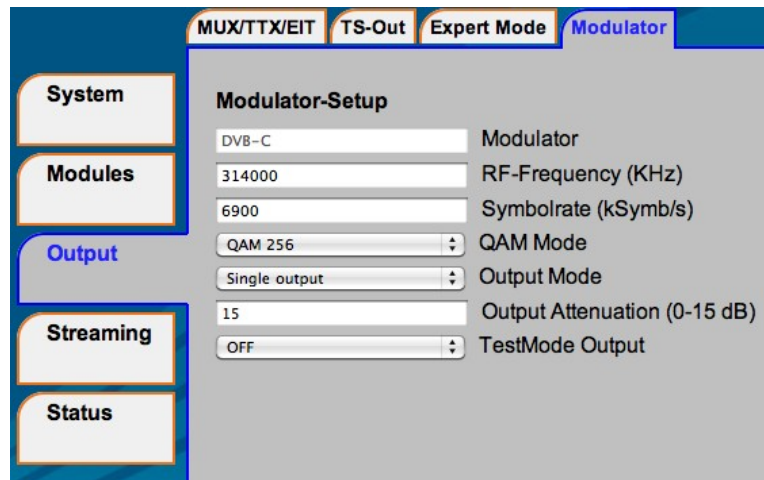 MUX/TTX/EIT TS-Out Expert Mode Modulator
System
Modules
Output
Streaming
Status
Modulator-Setup
DVB-C Modulator
314000 RF-Frequency (KHz)
6900 Symbolrate (kSymb/s)
QAM 256 QAM Mode
Single output Output Mode
15 Output Attenuation (0-15 dB)
OFF TestMode Output